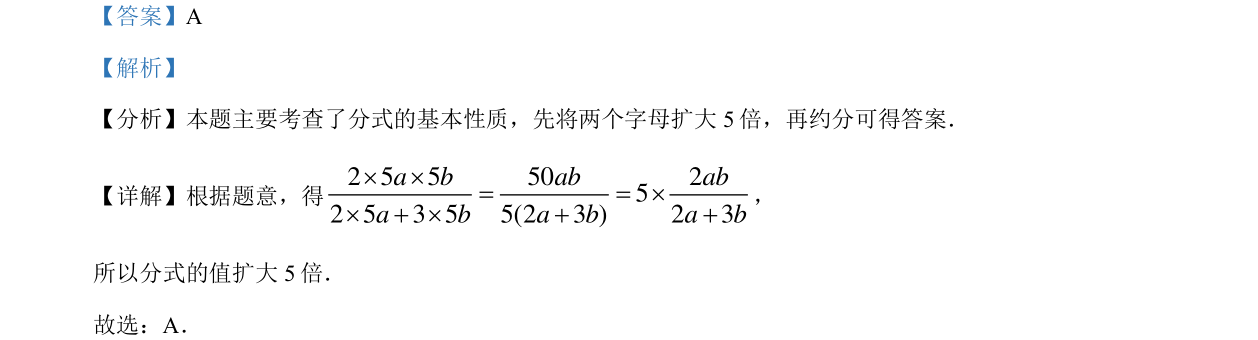 【答案】A
【解析】
【分析】本题主要考查了分式的基本性质，先将两个字母扩大 5 倍，再约分可得答案．
【详解】根据题意，得 $\frac{2×5a×5b}{2×5a+3×5b}=\frac{50ab}{5(2a+3b)}=5×\frac{2ab}{2a+3b}$，
所以分式的值扩大 5 倍．
故选：A．